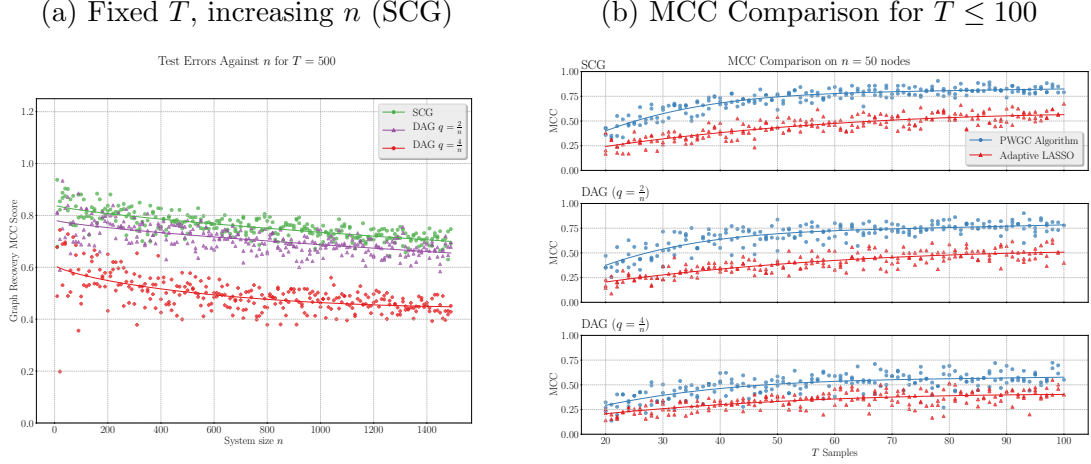 (a) Fixed T, increasing n (SCG)
Test Errors Against n for T = 500
Graph Recovery MCC Score
1.2
1.0
0.8
0.6
0.4
0.2
0.0
SCG
DAG q = 2/n
DAG q = 4/n
0
200
400
600
800
1000
1200
1400
System size n
(b) MCC Comparison for T ≤ 100
MCC Comparison on n = 50 nodes
SCG
MCC
1.00
0.75
0.50
0.25
0.00
PWGC Algorithm
Adaptive LASSO
DAG (q = 2/n)
MCC
1.00
0.75
0.50
0.25
0.00
DAG (q = 4/n)
MCC
1.00
0.75
0.50
0.25
0.00
20
30
40
50
60
70
80
90
100
T Samples